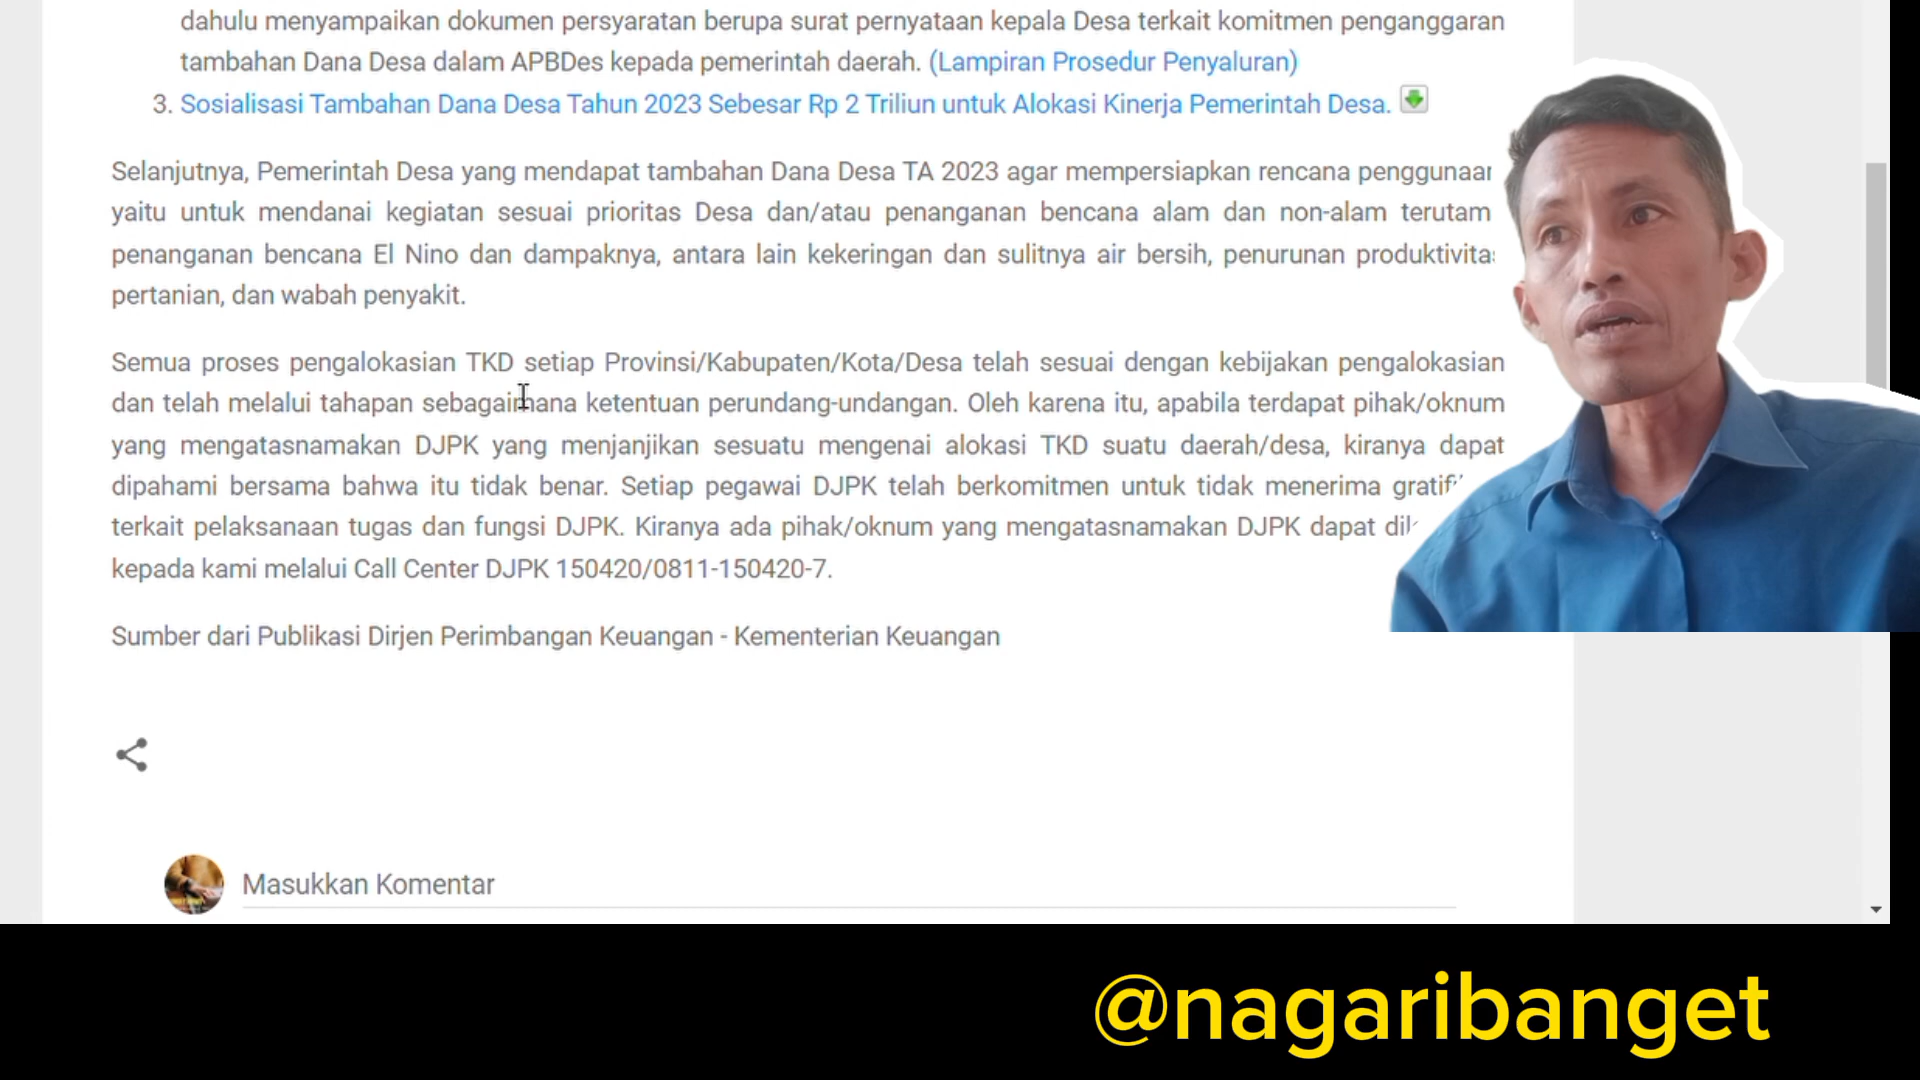 dahulu menyampaikan dokumen persyaratan berupa surat pernyataan kepala Desa terkait komitmen penganggaran
tambahan Dana Desa dalam APBDes kepada pemerintah daerah. (Lampiran Prosedur Penyaluran)
3. Sosialisasi Tambahan Dana Desa Tahun 2023 Sebesar Rp 2 Triliun untuk Alokasi Kinerja Pemerintah Desa.
Selanjutnya, Pemerintah Desa yang mendapat tambahan Dana Desa TA 2023 agar mempersiapkan rencana penggunaan
yaitu untuk mendanai kegiatan sesuai prioritas Desa dan/atau penanganan bencana alam dan non-alam terutam
penanganan bencana El Nino dan dampaknya, antara lain kekeringan dan sulitnya air bersih, penurunan produktivitas
pertanian, dan wabah penyakit.
Semua proses pengalokasian TKD setiap Provinsi/Kabupaten/Kota/Desa telah sesuai dengan kebijakan pengalokasian
dan telah melalui tahapan sebagaimana ketentuan perundang-undangan. Oleh karena itu, apabila terdapat pihak/oknum
yang mengatasnamakan DJPK yang menjanjikan sesuatu mengenai alokasi TKD suatu daerah/desa, kiranya dapat
dipahami bersama bahwa itu tidak benar. Setiap pegawai DJPK telah berkomitmen untuk tidak menerima
terkait pelaksanaan tugas dan fungsi DJPK. Kiranya ada pihak/oknum yang mengatasnamakan DJPK dapat
kepada kami melalui Call Center DJPK 150420/0811-150420-7.
Sumber dari Publikasi Dirjen Perimbangan Keuangan - Kementerian Keuangan
Masukkan Komentar
@nagaribanget